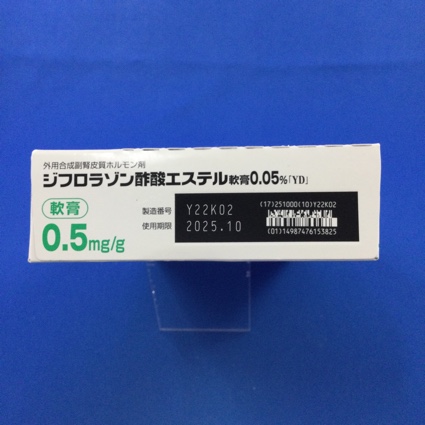 外用合成副腎皮質ホルモン剤
ジフロラゾン酢酸エステル軟膏0.05%「YD」
軟膏
0.5mg/g
製造番号 Y22K02
使用期限 2025.10
(17)251000(10)Y22K02
(01)14987476153825